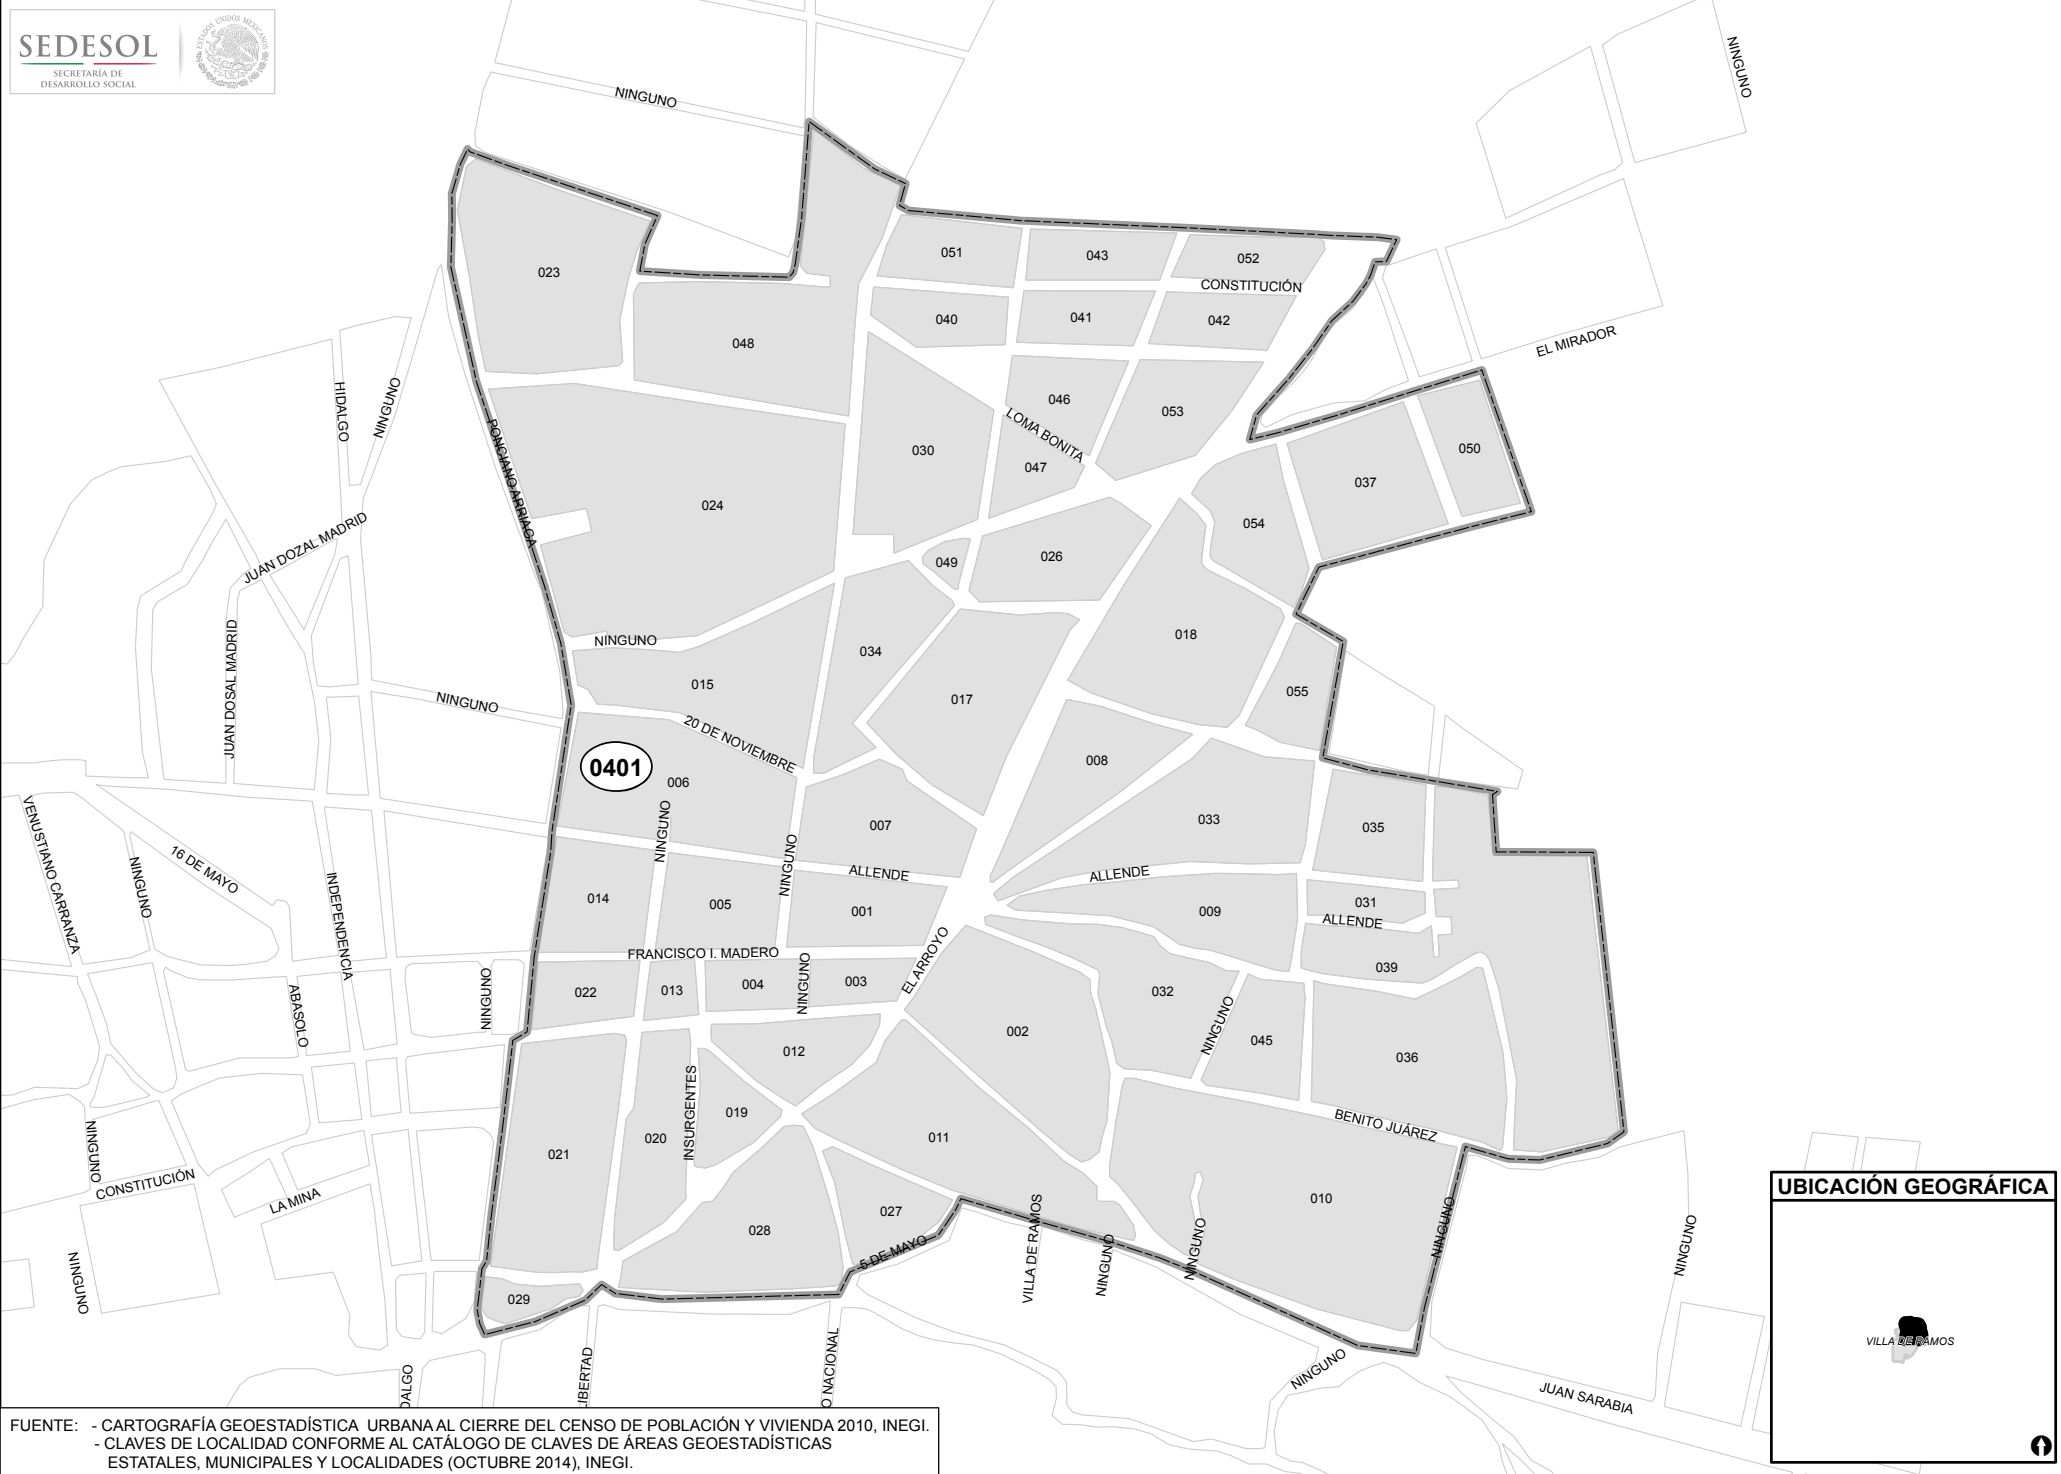 SEDESOL
SECRETARÍA DE
DESARROLLO SOCIAL
ESTADOS UNIDOS MEXICANOS
NINGUNO
NINGUNO
023
051
043
052
CONSTITUCIÓN
048
040
041
042
EL MIRADOR
HIDALGO
NINGUNO
PONCIANO ARRIAGA
046
053
LOMA BONITA
030
047
050
037
024
054
JUAN DOZAL MADRID
049
026
JUAN DOSAL MADRID
NINGUNO
034
018
015
055
NINGUNO
017
20 DE NOVIEMBRE
0401
006
008
NINGUNO
007
033
035
VENUSTIANO CARRANZA
16 DE MAYO
NINGUNO
INDEPENDENCIA
NINGUNO
ALLENDE
ALLENDE
014
005
001
009
031
ALLENDE
FRANCISCO I. MADERO
EL ARROYO
039
ABASOLO
NINGUNO
022
013
004
NINGUNO
003
032
NINGUNO
002
045
036
012
INSURGENTES
019
020
011
BENITO JUÁREZ
NINGUNO
021
CONSTITUCIÓN
LA MINA
010
028
027
5 DE MAYO
VILLA DE RAMOS
NINGUNO
NINGUNO
NINGUNO
NINGUNO
NINGUNO
029
NINGUNO
JUAN SARABIA
DALGO
LIBERTAD
O NACIONAL
UBICACIÓN GEOGRÁFICA
VILLA DE RAMOS
FUENTE: - CARTOGRAFÍA GEOESTADÍSTICA URBANA AL CIERRE DEL CENSO DE POBLACIÓN Y VIVIENDA 2010, INEGI.
- CLAVES DE LOCALIDAD CONFORME AL CATÁLOGO DE CLAVES DE ÁREAS GEOESTADÍSTICAS
ESTATALES, MUNICIPALES Y LOCALIDADES (OCTUBRE 2014), INEGI.